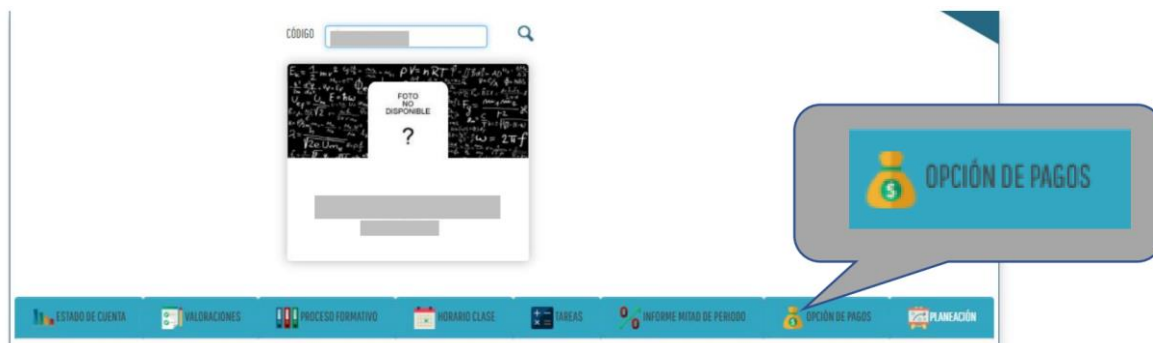 CÓDIGO
FOTO
NO
DISPONIBLE
?
OPCIÓN DE PAGOS
ESTADO DE CUENTA
VALORACIONES
PROCESO FORMATIVO
HORARIO CLASE
TAREAS
INFORME MITAD DE PERIODO
OPCIÓN DE PAGOS
PLANEACIÓN